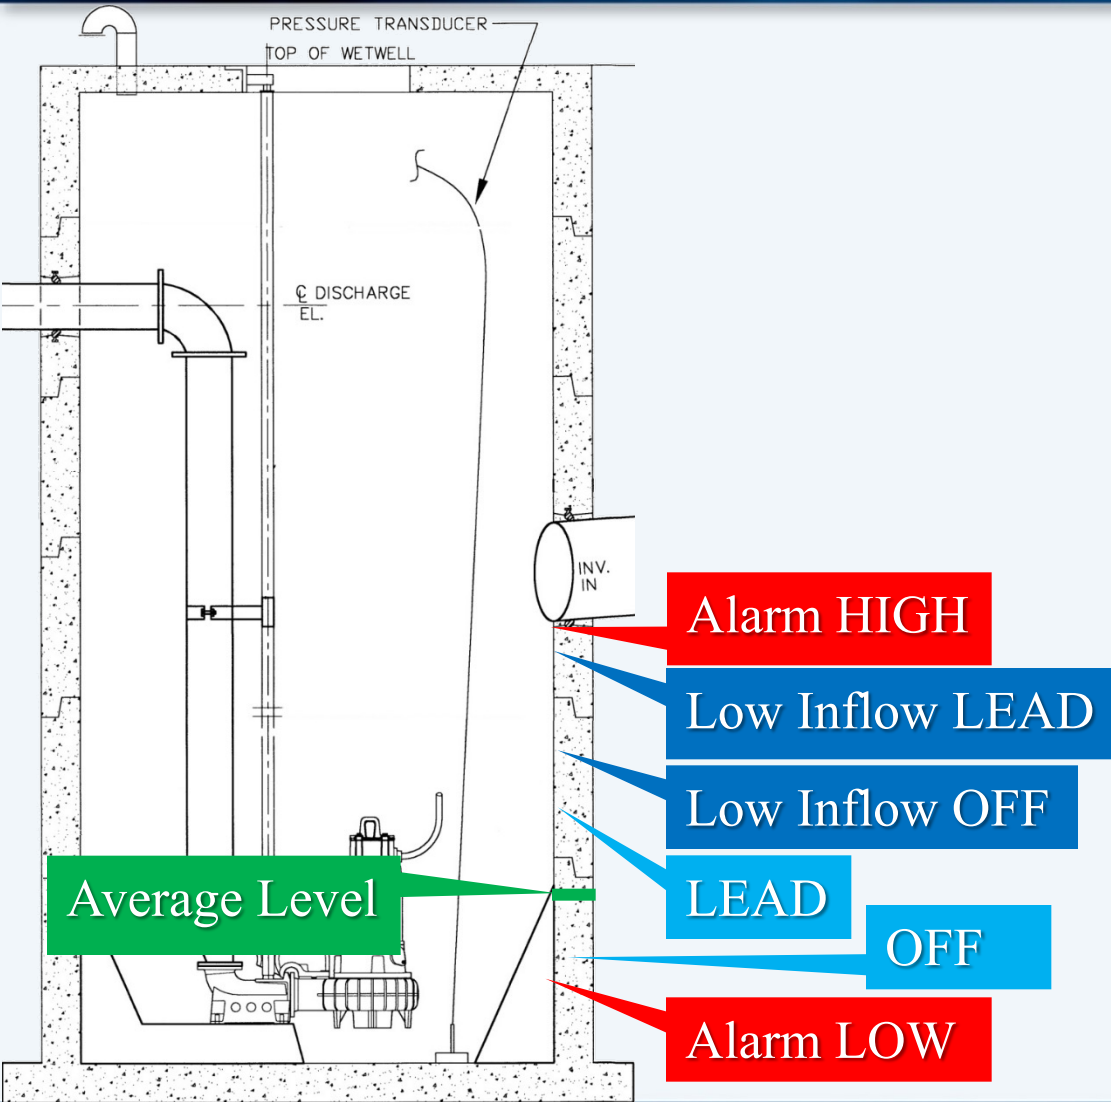 PRESSURE TRANSDUCER
TOP OF WETWELL
℄ DISCHARGE
EL.
INV.
IN
Alarm HIGH
Low Inflow LEAD
Low Inflow OFF
Average Level
LEAD
OFF
Alarm LOW